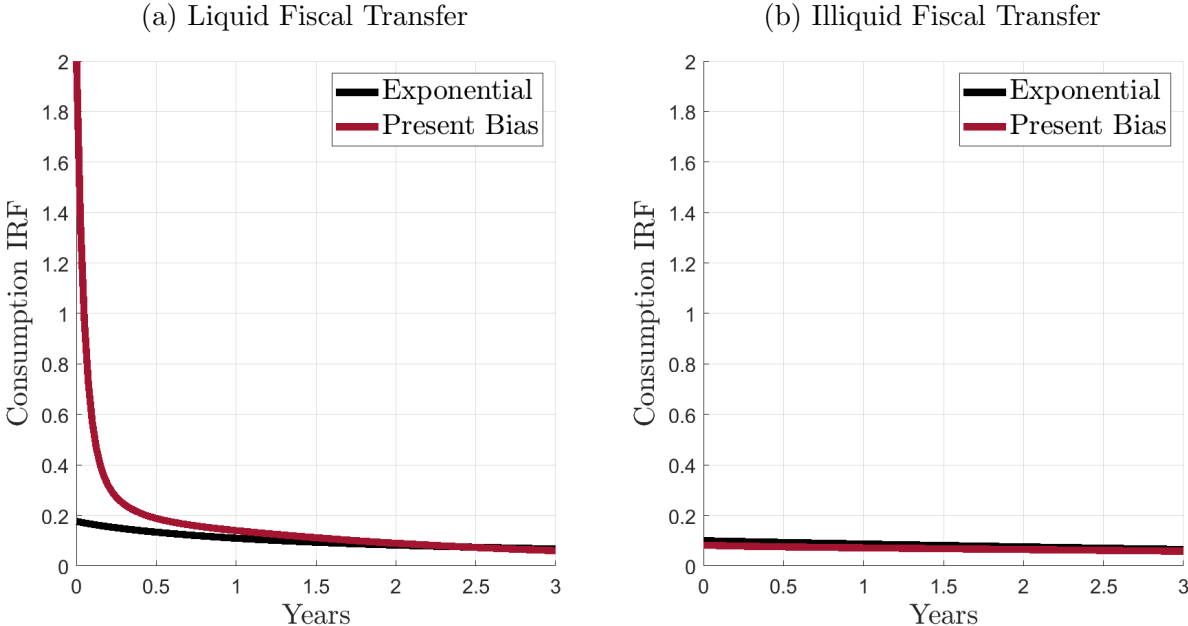 (a) Liquid Fiscal Transfer
Consumption IRF
2
1.8
1.6
1.4
1.2
1
0.8
0.6
0.4
0.2
0
Exponential
Present Bias
0 0.5 1 1.5 2 2.5 3
Years
(b) Illiquid Fiscal Transfer
Consumption IRF
2
1.8
1.6
1.4
1.2
1
0.8
0.6
0.4
0.2
0
Exponential
Present Bias
0 0.5 1 1.5 2 2.5 3
Years